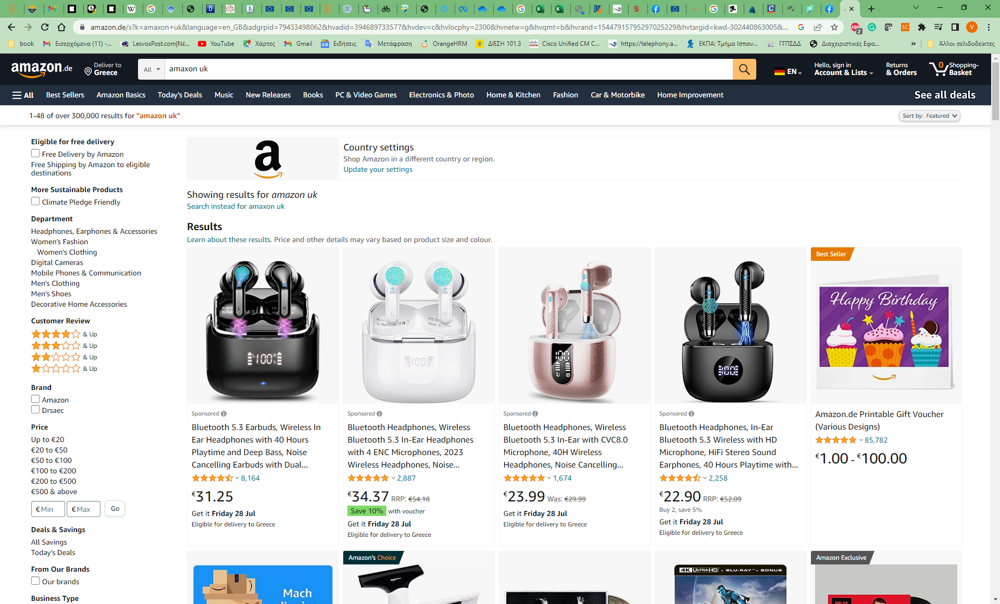 amazon.de/s?k=amaxon+uk&language=en_GB&adgrpid=79433498062&hvadid=394689733577&hvdev=c&hvlocphy=2300&hvnetw=g&hvqmt=b&hvrand=15447915795297025229&hvtargid=kwd-302440863005&...
book Εισερχόμενα (11) -... LesvosPost.com|Νέ... YouTube Χάρτες Gmail Ειδήσεις Μετάφραση OrangeHRM ΔΙΕΣΗ 101.3 Cisco Unified CM C... https://telephony.a... ΕΚΠΑ: Τμήμα Ισπαν... ΓΓΠΣΔΔ Διαχειριστικές Εφα... » Άλλοι σελιδοδείκτες
amazon.de
Deliver to
Greece
All
amaxon uk
EN
Hello, sign in
Account & Lists
Returns
& Orders
0
Shopping-
Basket
All Best Sellers Amazon Basics Today's Deals Music New Releases Books PC & Video Games Electronics & Photo Home & Kitchen Fashion Car & Motorbike Home Improvement See all deals
1-48 of over 300,000 results for "amazon uk"
Sort by: Featured
Eligible for free delivery
Free Delivery by Amazon
Free Shipping by Amazon to eligible
destinations
More Sustainable Products
Climate Pledge Friendly
Department
Headphones, Earphones & Accessories
Women's Fashion
Women's Clothing
Digital Cameras
Mobile Phones & Communication
Men's Clothing
Men's Shoes
Decorative Home Accessories
Customer Review
& Up
& Up
& Up
& Up
Brand
Amazon
Drsaec
Price
Up to €20
€20 to €50
€50 to €100
€100 to €200
€200 to €500
€500 & above
€ Min € Max Go
Deals & Savings
All Savings
Today's Deals
From Our Brands
Our brands
Business Type
Country settings
Shop Amazon in a different country or region.
Update your settings
Showing results for amazon uk
Search instead for amaxon uk
Results
Learn about these results. Price and other details may vary based on product size and colour.
L R
100%
Sponsored
Bluetooth 5.3 Earbuds, Wireless In
Ear Headphones with 40 Hours
Playtime and Deep Bass, Noise
Cancelling Earbuds with Dual...
8,164
€31.25
Get it Friday 28 Jul
Eligible for delivery to Greece
MADE IN CHINA
100
Sponsored
Bluetooth Headphones, Wireless
Bluetooth 5.3 In-Ear Headphones
with 4 ENC Microphones, 2023
Wireless Headphones, Noise...
2,887
€34.37 RRP: €54.18
Save 10% with voucher
Get it Friday 28 Jul
Eligible for delivery to Greece
100
Sponsored
Bluetooth Headphones, Wireless
Bluetooth 5.3 In-Ear with CVC8.0
Microphone, 40H Wireless
Headphones, Noise Cancelling...
1,674
€23.99 Was: €29.99
Get it Friday 28 Jul
Eligible for delivery to Greece
100
Sponsored
Bluetooth Headphones, In-Ear
Bluetooth 5.3 Wireless with HD
Microphone, HiFi Stereo Sound
Earphones, 40 Hours Playtime with...
2,258
€22.90 RRP: €52.09
Buy 2, save 5%
Get it Friday 28 Jul
Eligible for delivery to Greece
Best Seller
Happy Birthday
Amazon.de Printable Gift Voucher
(Various Designs)
85,782
€1.00 - €100.00
Mach
Amazon's Choice
4K ULTRA HD + BLU-RAY + BONUS
Amazon Exclusive
MILES